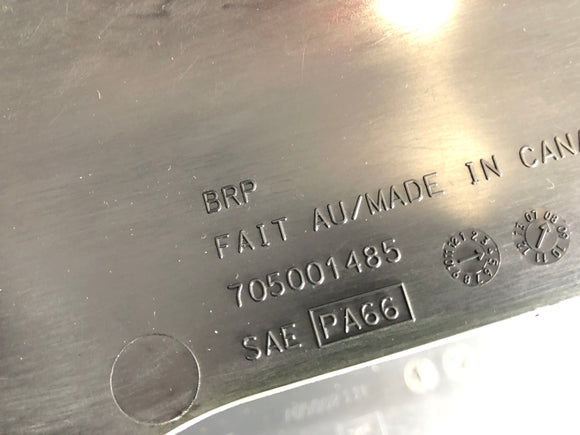 BRP
FAIT AU/MADE IN CANA
705001485
SAE PA66